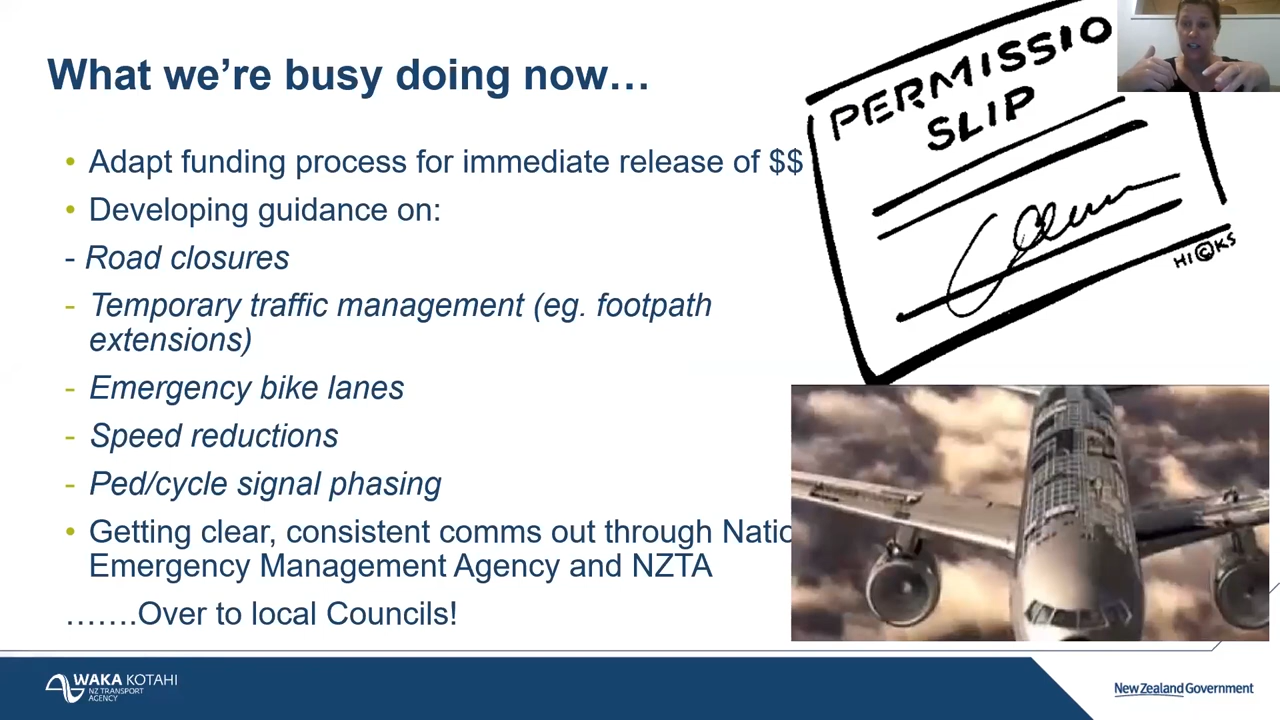 What we're busy doing now…
• Adapt funding process for immediate release of $$
• Developing guidance on:
- Road closures
- Temporary traffic management (eg. footpath
extensions)
- Emergency bike lanes
- Speed reductions
- Ped/cycle signal phasing
• Getting clear, consistent comms out through Natio
Emergency Management Agency and NZTA
…….Over to local Councils!
PERMISSIO
SLIP
HI©KS
WAKA KOTAHI
NZ TRANSPORT
AGENCY
New Zealand Government